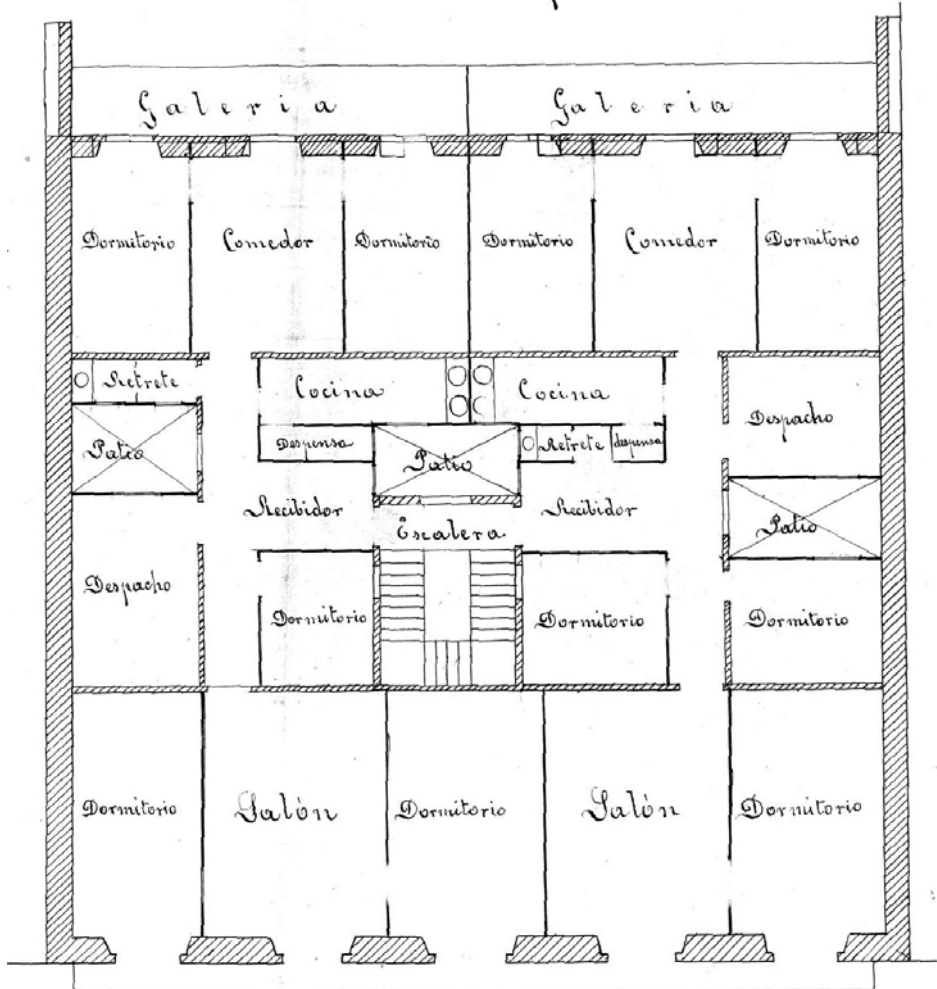 Galeria Galeria
Dormitorio Comedor Dormitorio Dormitorio Comedor Dormitorio
Retrete Cocina Cocina
Despacho
Patio Despensa Patio Retrete despensa
Recibidor Recibidor
Patio
Escalera
Despacho
Dormitorio Dormitorio Dormitorio
Dormitorio Salón Dormitorio Salón Dormitorio